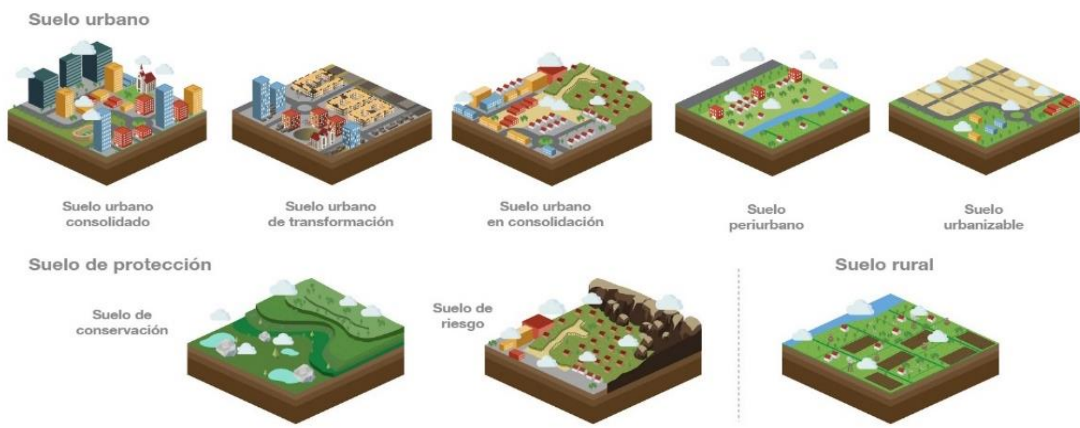 Suelo urbano
Suelo urbano
consolidado
Suelo urbano
de transformación
Suelo urbano
en consolidación
Suelo
periurbano
Suelo
urbanizable
Suelo de protección
Suelo de
conservación
Suelo de
riesgo
Suelo rural